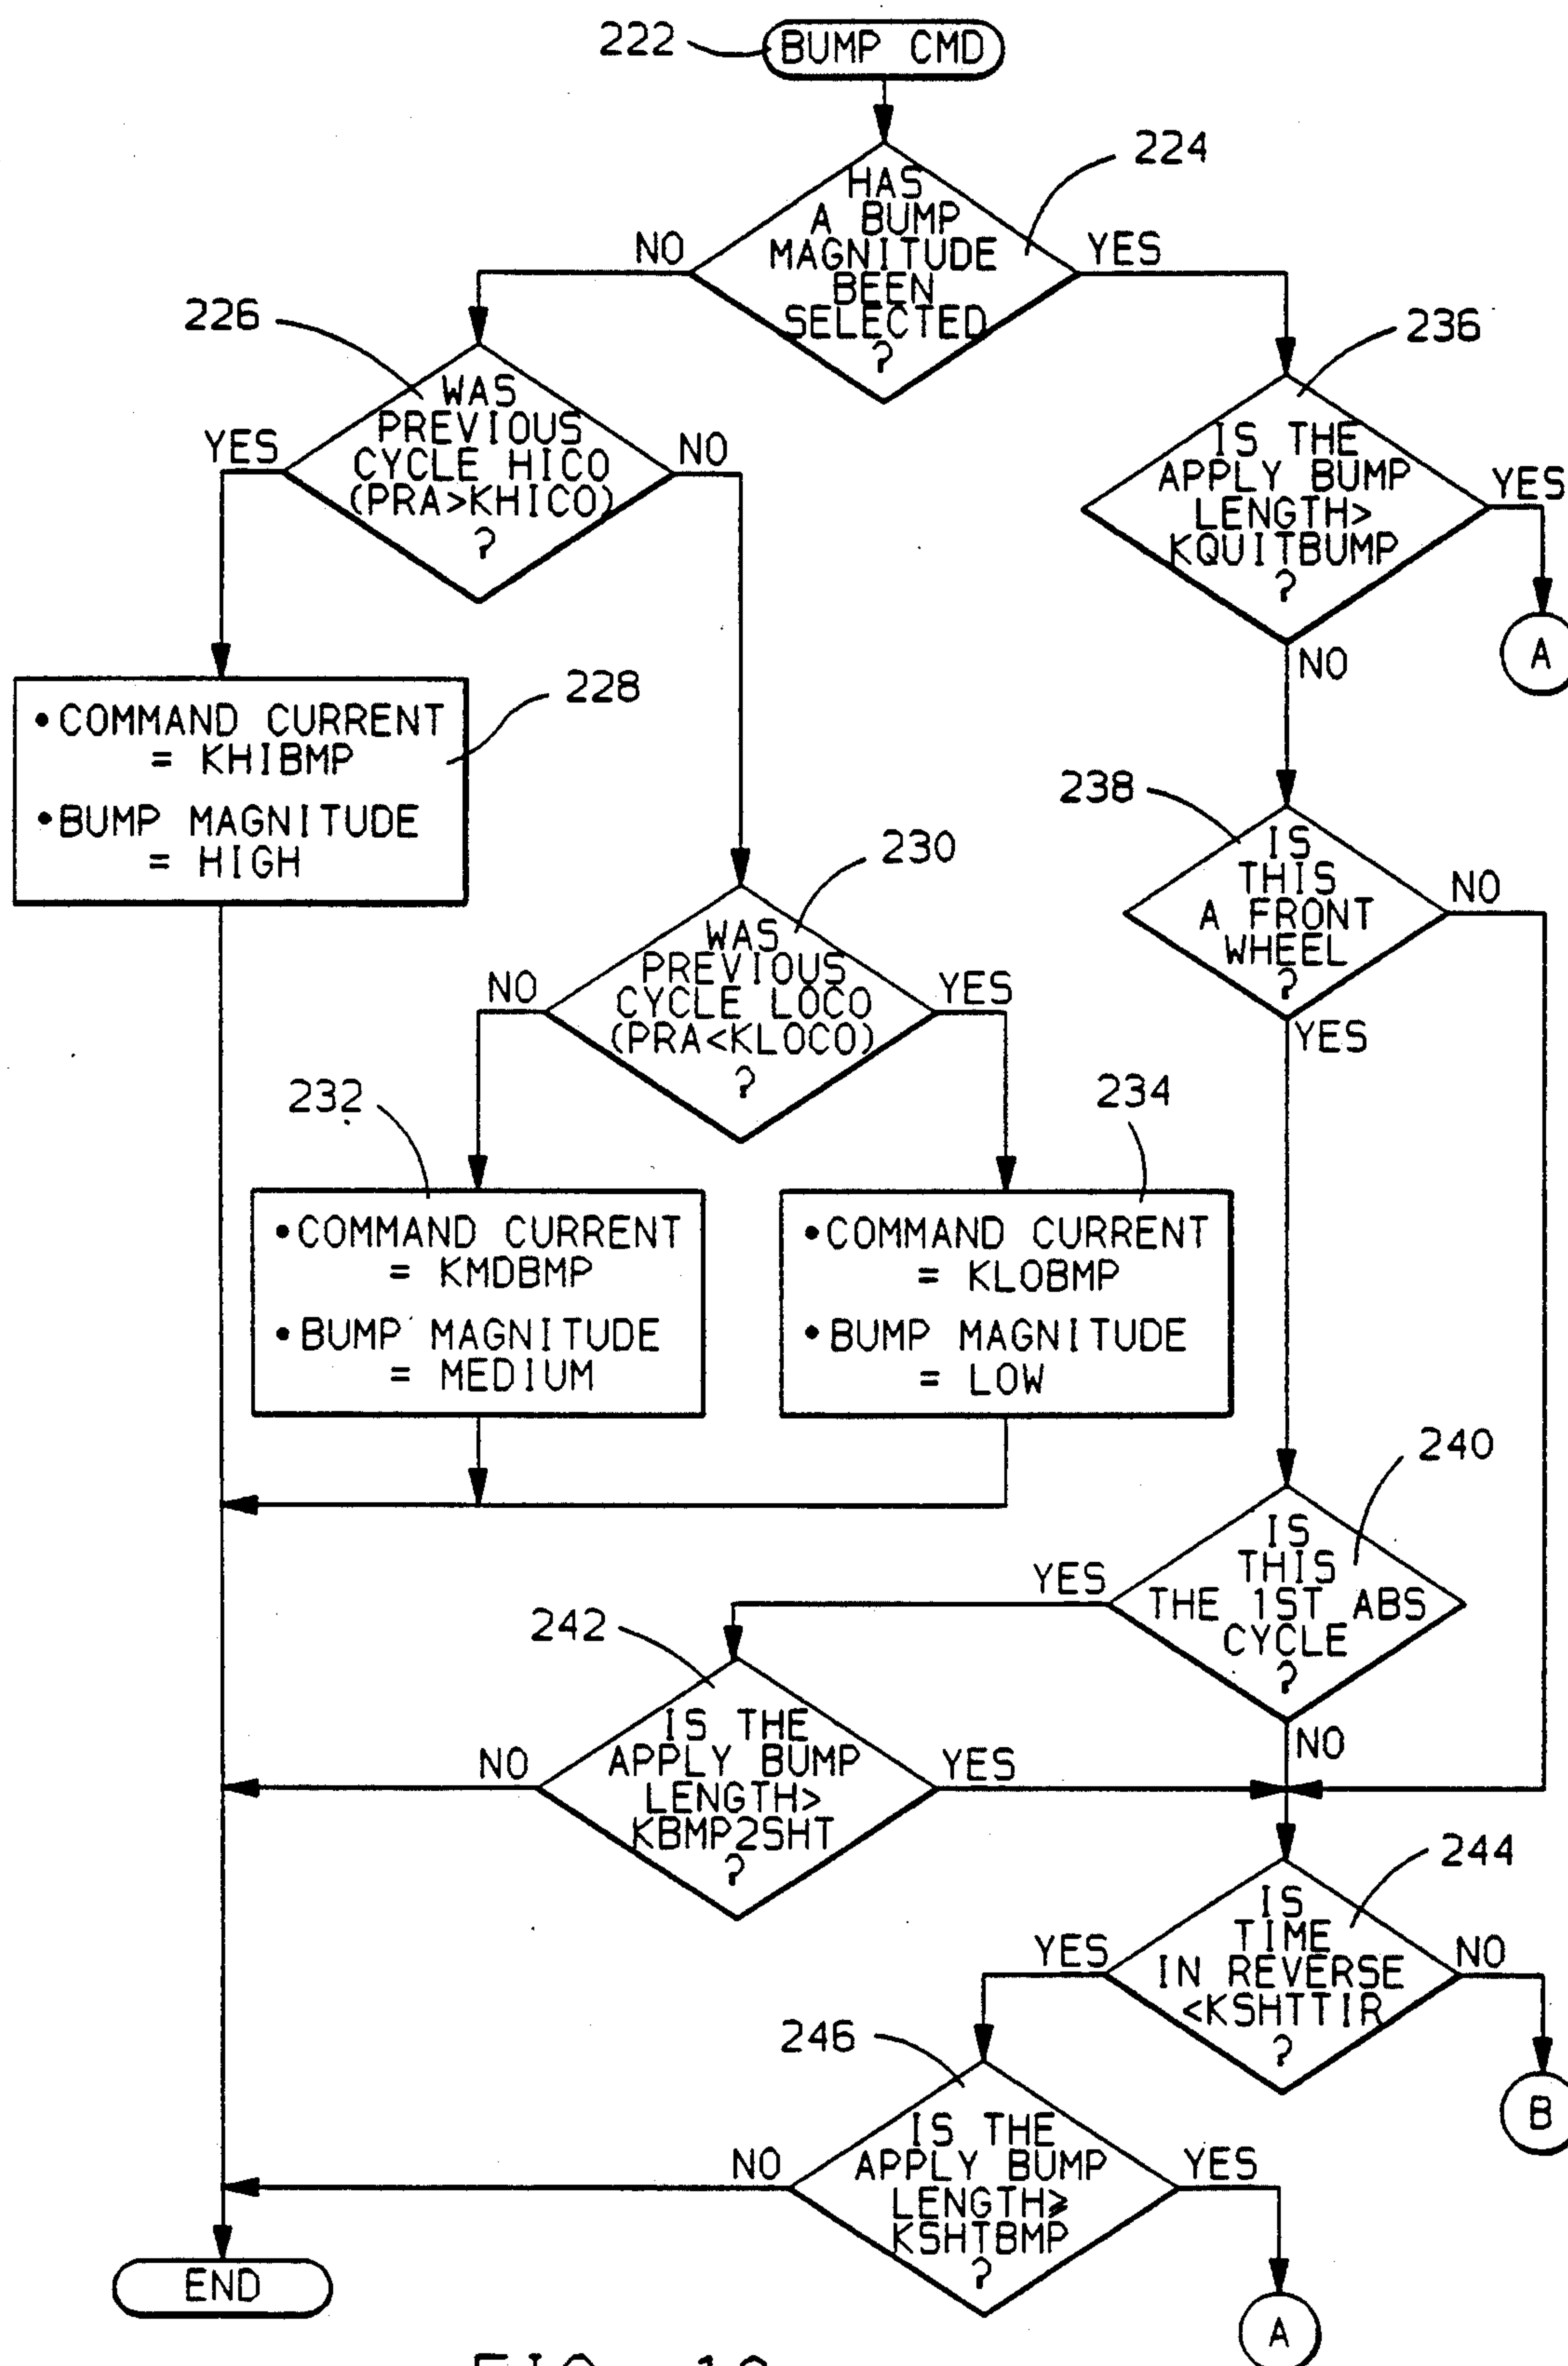 222
BUMP CMD
224
HAS
A BUMP
MAGNITUDE
BEEN
SELECTED
?
NO
YES
226
WAS
PREVIOUS
CYCLE HICO
(PRA>KHICO)
?
YES
NO
236
IS THE
APPLY BUMP
LENGTH>
KQUITBUMP
?
YES
A
NO
228
•COMMAND CURRENT
= KHIBMP
•BUMP MAGNITUDE
= HIGH
238
IS
THIS
A FRONT
WHEEL
?
NO
YES
230
WAS
PREVIOUS
CYCLE LOCO
(PRA<KLOCO)
?
NO
YES
232
•COMMAND CURRENT
= KMDBMP
•BUMP MAGNITUDE
= MEDIUM
234
•COMMAND CURRENT
= KLOBMP
•BUMP MAGNITUDE
= LOW
240
IS
THIS
THE 1ST ABS
CYCLE
?
YES
NO
242
IS THE
APPLY BUMP
LENGTH>
KBMP2SHT
?
NO
YES
244
IS
TIME
IN REVERSE
<KSHTTIR
?
YES
NO
B
246
IS THE
APPLY BUMP
LENGTH≥
KSHTBMP
?
NO
YES
A
END